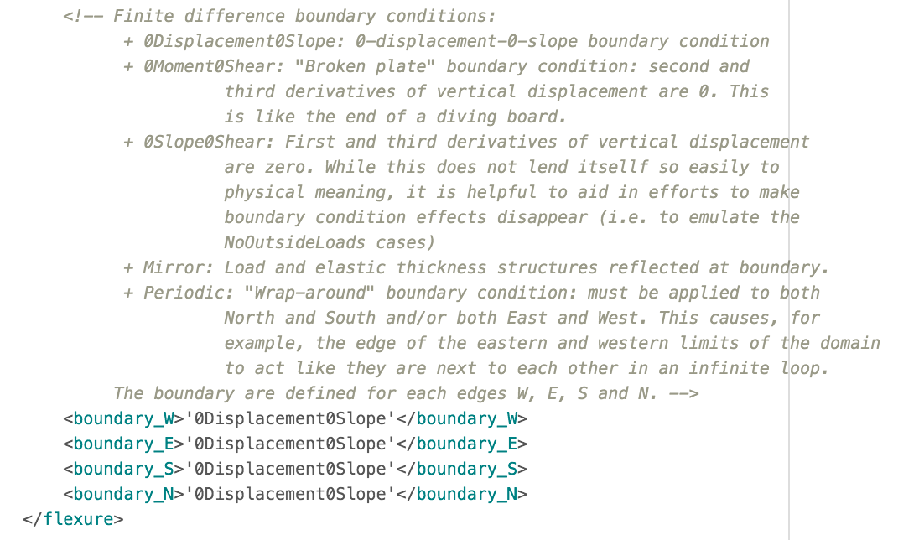 <!-- Finite difference boundary conditions:
+ 0Displacement0Slope: 0-displacement-0-slope boundary condition
+ 0Moment0Shear: "Broken plate" boundary condition: second and
third derivatives of vertical displacement are 0. This
is like the end of a diving board.
+ 0Slope0Shear: First and third derivatives of vertical displacement
are zero. While this does not lend itsellf so easily to
physical meaning, it is helpful to aid in efforts to make
boundary condition effects disappear (i.e. to emulate the
NoOutsideLoads cases)
+ Mirror: Load and elastic thickness structures reflected at boundary.
+ Periodic: "Wrap-around" boundary condition: must be applied to both
North and South and/or both East and West. This causes, for
example, the edge of the eastern and western limits of the domain
to act like they are next to each other in an infinite loop.
The boundary are defined for each edges W, E, S and N. -->
<boundary_W>'0Displacement0Slope'</boundary_W>
<boundary_E>'0Displacement0Slope'</boundary_E>
<boundary_S>'0Displacement0Slope'</boundary_S>
<boundary_N>'0Displacement0Slope'</boundary_N>
</flexure>